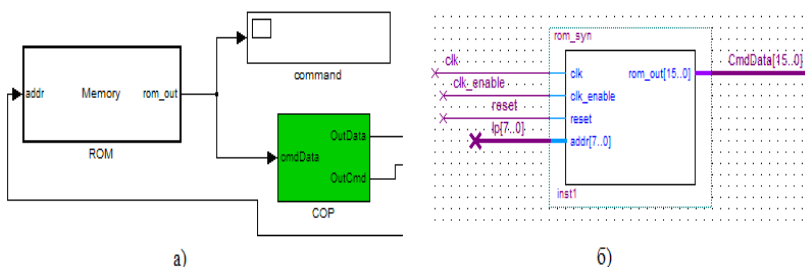 addr
Memory
rom_out
ROM
command
cmdData
OutData
OutCmd
COP
а)
rom_syn
clk
clk_enable
reset
Ip[7..0]
clk
clk_enable
reset
addr[7..0]
rom_out[15..0]
CmdData[15..0]
inst1
б)